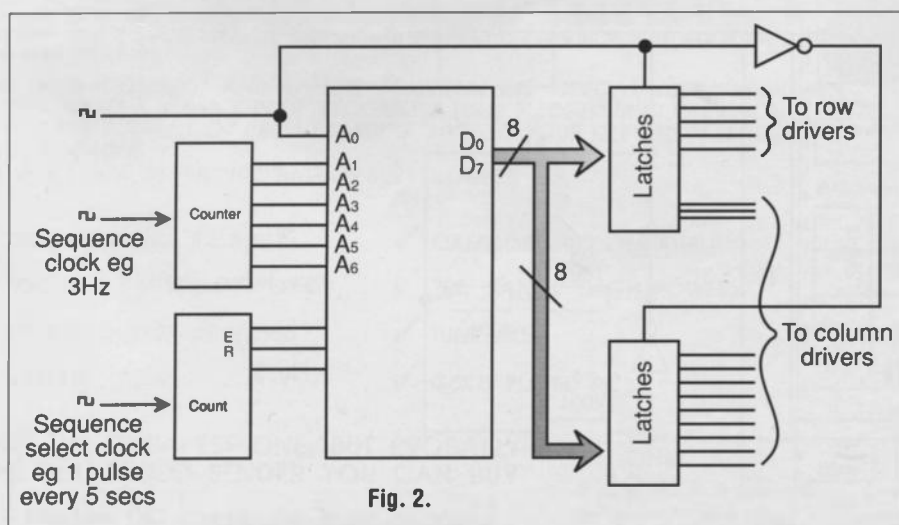 A0
D0
D7
8
Latches
To row
drivers
A1
A2
A3
A4
A5
A6
Counter
Sequence
clock eg
3Hz
8
To column
drivers
E
R
Count
Latches
Sequence
select clock
eg 1 pulse
every 5 secs
Fig. 2.